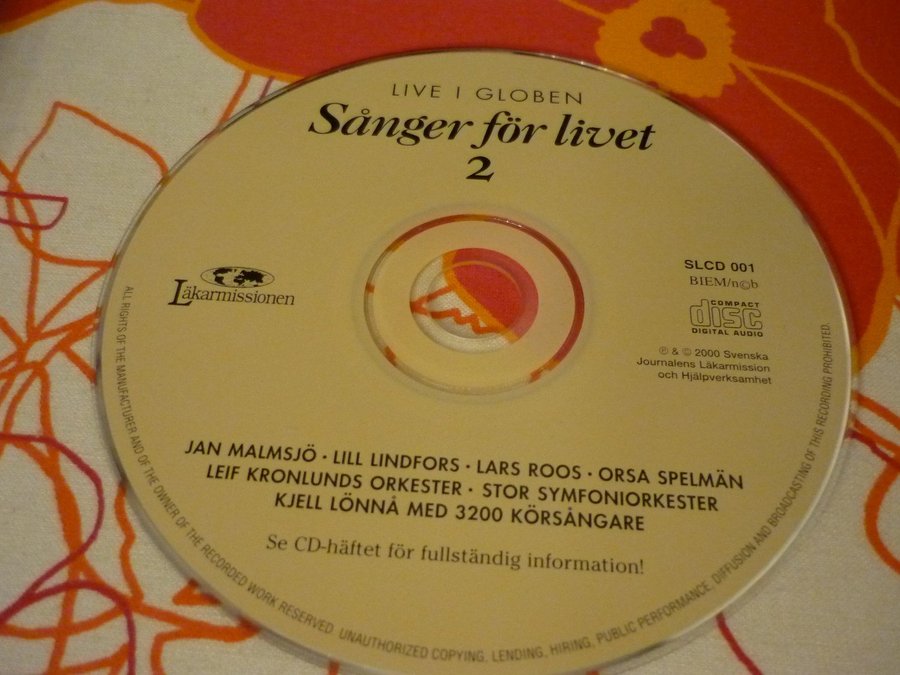 LIVE I GLOBEN
Sånger för livet
2
Läkarmissionen
SLCD 001
BIEM/n©b
COMPACT
disc
DIGITAL AUDIO
℗ & © 2000 Svenska
Journalens Läkarmission
och Hjälpverksamhet
JAN MALMSJÖ · LILL LINDFORS · LARS ROOS · ORSA SPELMÄN
LEIF KRONLUNDS ORKESTER · STOR SYMFONIORKESTER
KJELL LÖNNÅ MED 3200 KÖRSÅNGARE
Se CD-häftet för fullständig information!
ALL RIGHTS OF THE MANUFACTURER AND OF THE OWNER OF THE RECORDED WORK RESERVED. UNAUTHORIZED COPYING, LENDING, HIRING, PUBLIC PERFORMANCE, DIFFUSION AND BROADCASTING OF THIS RECORDING PROHIBITED.